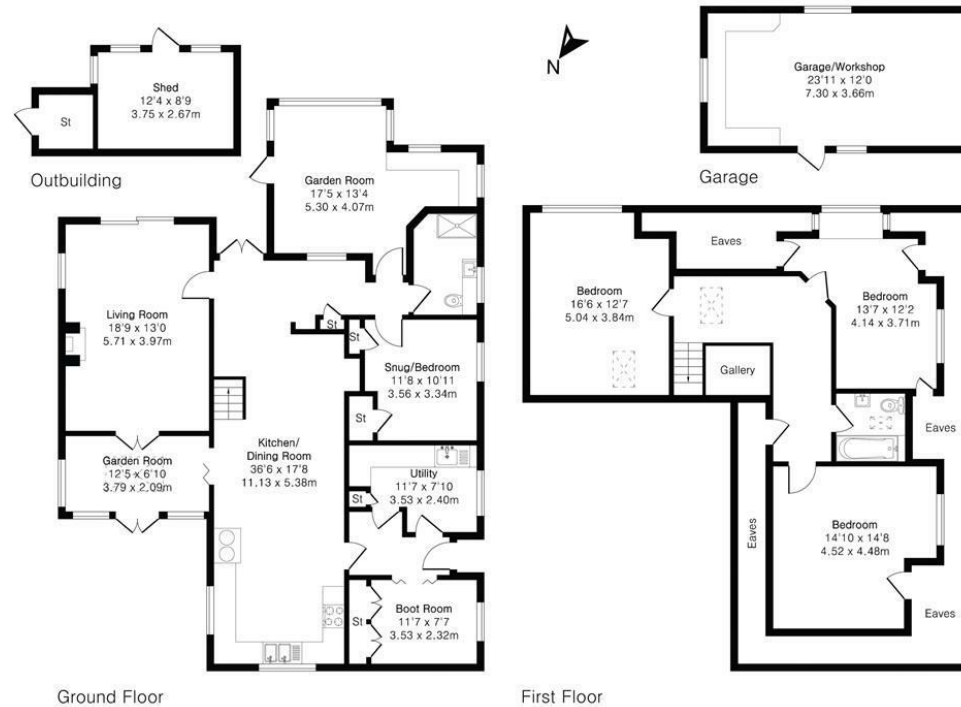 Shed
12'4 x 8'9
3.75 x 2.67m
St
Outbuilding
N
Garage/Workshop
23'11 x 12'0
7.30 x 3.66m
Garage
Garden Room
17'5 x 13'4
5.30 x 4.07m
Living Room
18'9 x 13'0
5.71 x 3.97m
St
St
Snug/Bedroom
11'8 x 10'11
3.56 x 3.34m
St
Kitchen/
Dining Room
36'6 x 17'8
11.13 x 5.38m
Garden Room
12'5 x 6'10
3.79 x 2.09m
Utility
11'7 x 7'10
3.53 x 2.40m
St
Boot Room
11'7 x 7'7
3.53 x 2.32m
St
Ground Floor
Eaves
Bedroom
16'6 x 12'7
5.04 x 3.84m
Bedroom
13'7 x 12'2
4.14 x 3.71m
Gallery
Eaves
Eaves
Bedroom
14'10 x 14'8
4.52 x 4.48m
Eaves
First Floor